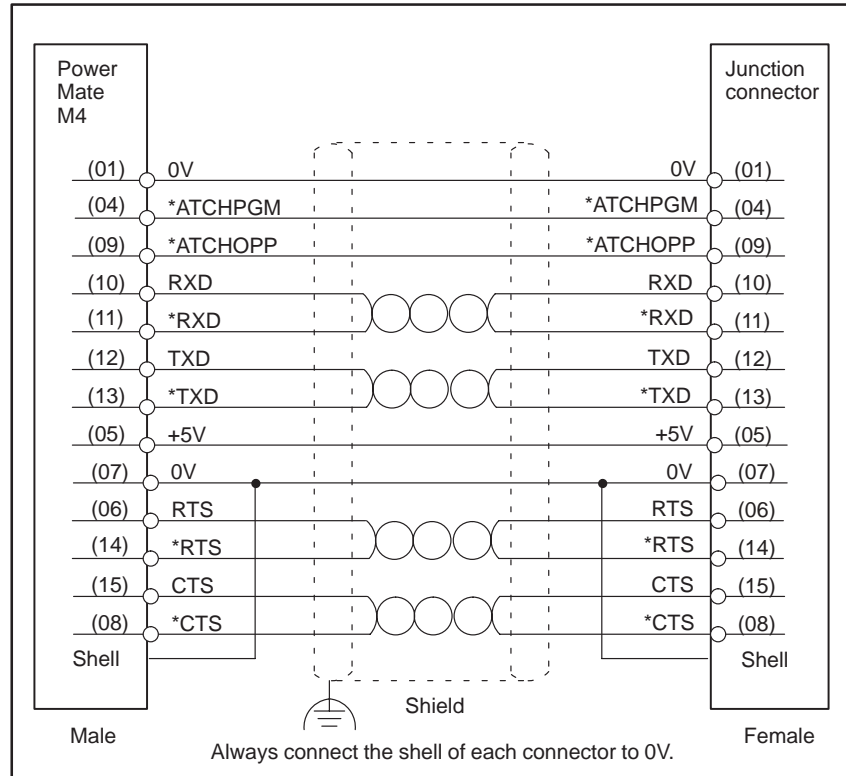 Power
Mate
M4
Junction
connector
(01) 0V 0V (01)
(04) *ATCHPGM *ATCHPGM (04)
(09) *ATCHOPP *ATCHOPP (09)
(10) RXD RXD (10)
(11) *RXD *RXD (11)
(12) TXD TXD (12)
(13) *TXD *TXD (13)
(05) +5V +5V (05)
(07) 0V 0V (07)
(06) RTS RTS (06)
(14) *RTS *RTS (14)
(15) CTS CTS (15)
(08) *CTS *CTS (08)
Shell Shell
Shield
Male Female
Always connect the shell of each connector to 0V.